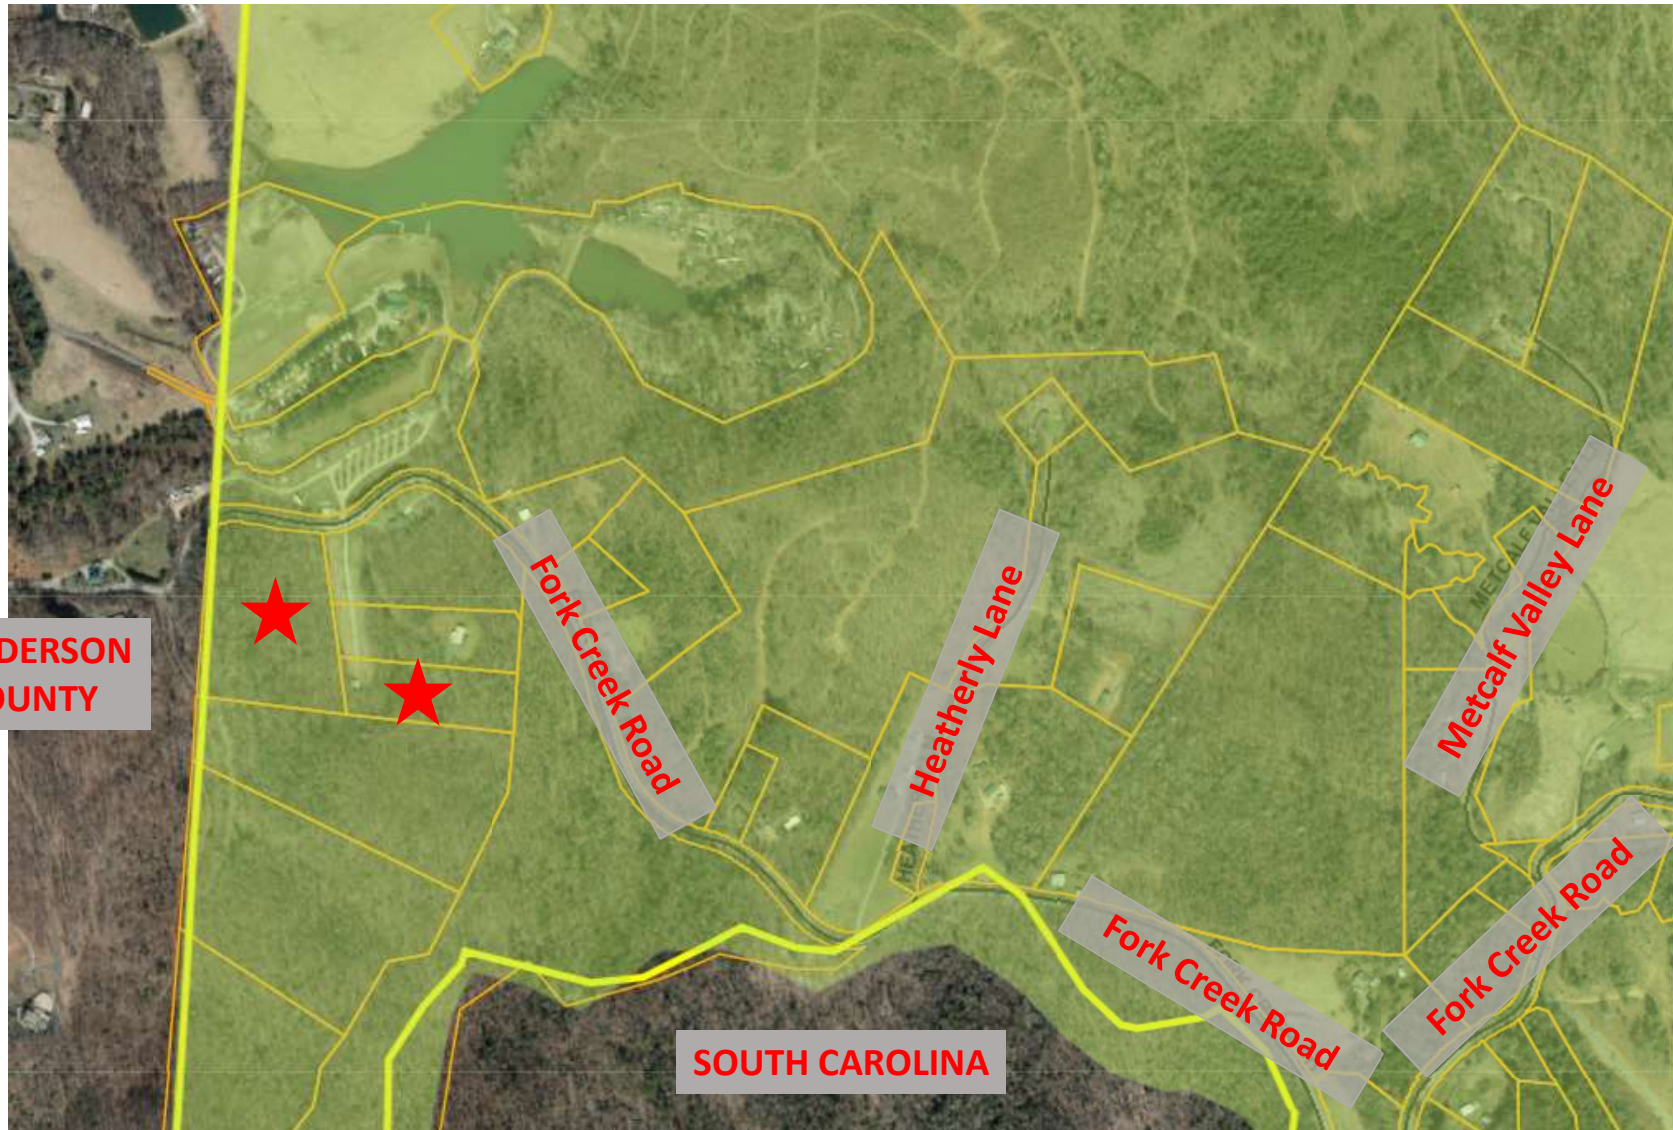 DERSON
OUNTY
Fork Creek Road
Heatherly Lane
Metcalf Valley Lane
Fork Creek Road
Fork Creek Road
SOUTH CAROLINA